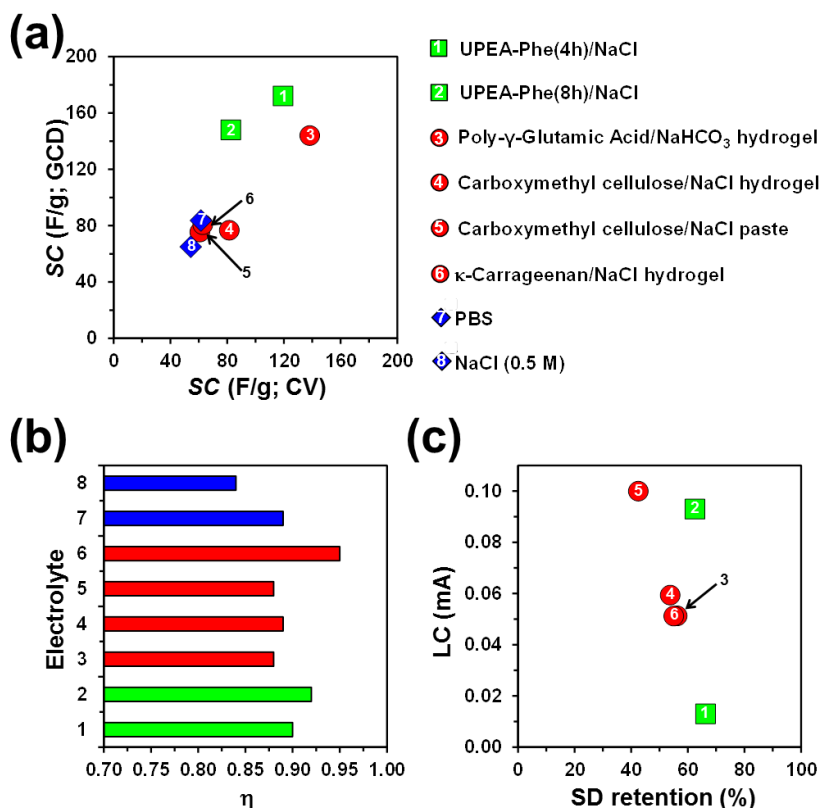 (a)
SC (F/g; GCD)
200
160
120
80
40
0
0 40 80 120 160 200
SC (F/g; CV)
1
2
3
4
5
6
7
8
1 UPEA-Phe(4h)/NaCl
2 UPEA-Phe(8h)/NaCl
3 Poly-γ-Glutamic Acid/NaHCO₃ hydrogel
4 Carboxymethyl cellulose/NaCl hydrogel
5 Carboxymethyl cellulose/NaCl paste
6 κ-Carrageenan/NaCl hydrogel
7 PBS
8 NaCl (0.5 M)
(b)
Electrolyte
8
7
6
5
4
3
2
1
0.70 0.75 0.80 0.85 0.90 0.95 1.00
η
(c)
LC (mA)
0.10
0.08
0.06
0.04
0.02
0.00
0 20 40 60 80 100
SD retention (%)
5
2
4
3
6
1